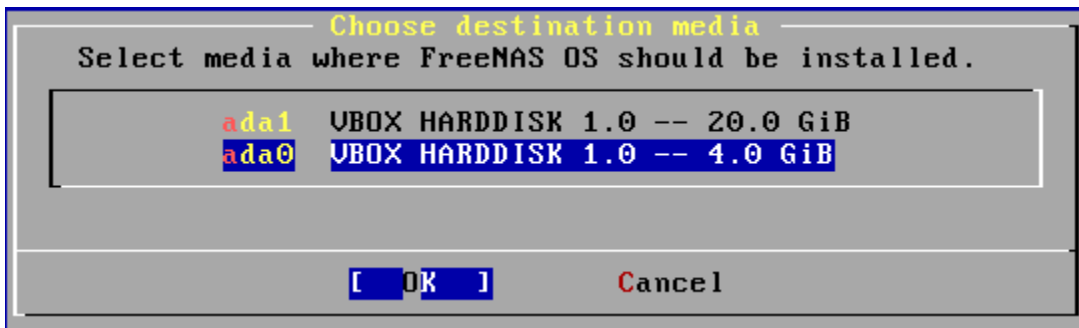 Choose destination media
Select media where FreeNAS OS should be installed.
ada1 VBOX HARDDISK 1.0 -- 20.0 GiB
ada0 VBOX HARDDISK 1.0 -- 4.0 GiB
[ OK ] Cancel